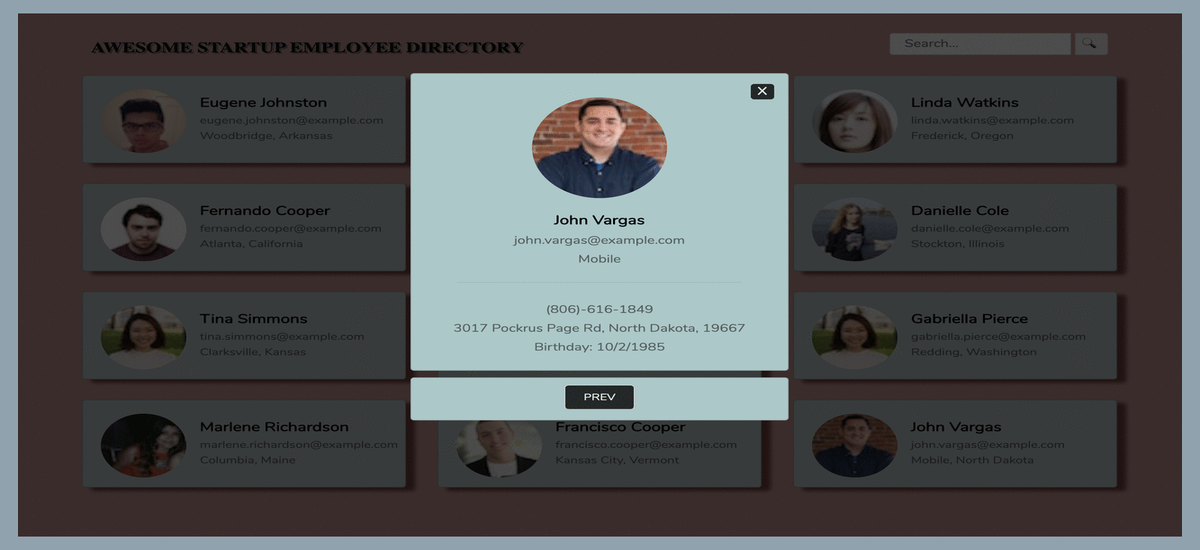 AWESOME STARTUP EMPLOYEE DIRECTORY
Search...
Eugene Johnston
eugene.johnston@example.com
Woodbridge, Arkansas
Linda Watkins
linda.watkins@example.com
Frederick, Oregon
John Vargas
john.vargas@example.com
Mobile
(806)-616-1849
3017 Pockrus Page Rd, North Dakota, 19667
Birthday: 10/2/1985
PREV
Fernando Cooper
fernando.cooper@example.com
Atlanta, California
Danielle Cole
danielle.cole@example.com
Stockton, Illinois
Tina Simmons
tina.simmons@example.com
Clarksville, Kansas
Gabriella Pierce
gabriella.pierce@example.com
Redding, Washington
Marlene Richardson
marlene.richardson@example.com
Columbia, Maine
Francisco Cooper
francisco.cooper@example.com
Kansas City, Vermont
John Vargas
john.vargas@example.com
Mobile, North Dakota